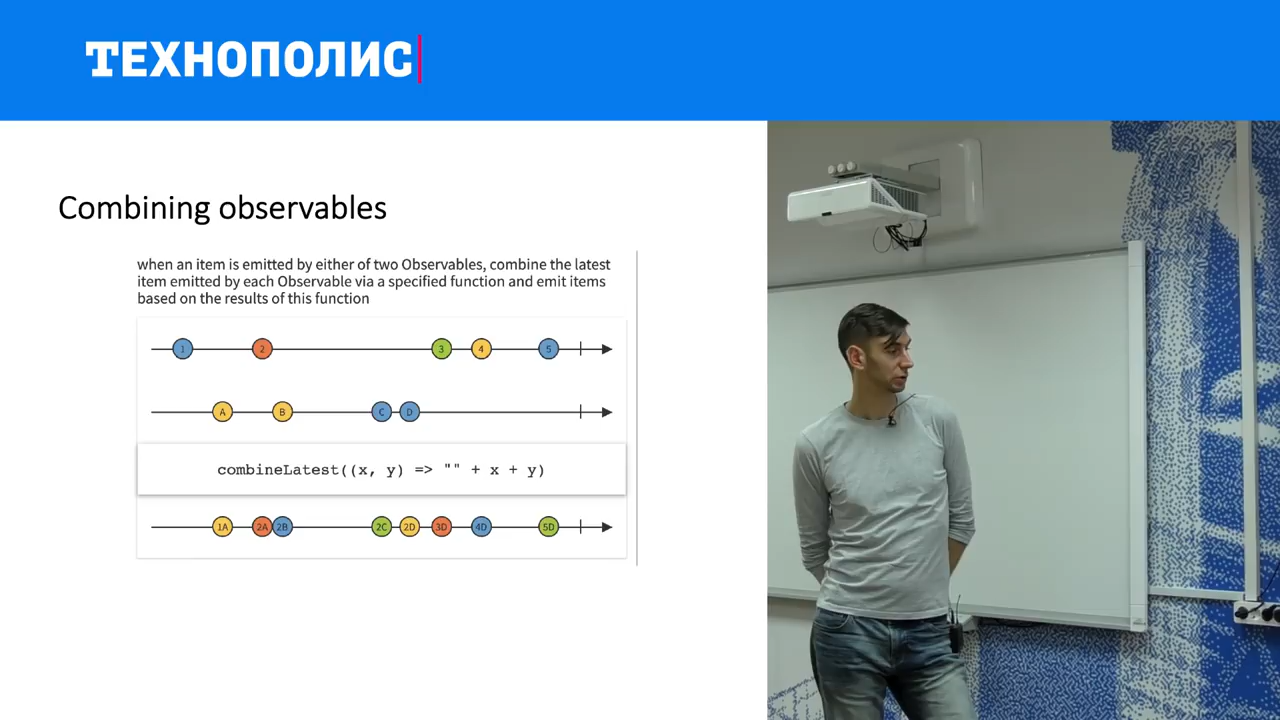 ТЕХНОПОЛИС
Combining observables
when an item is emitted by either of two Observables, combine the latest
item emitted by each Observable via a specified function and emit items
based on the results of this function
1 2 3 4 5
A B C D
combineLatest((x, y) => "" + x + y)
1A 2A 2B 2C 2D 3D 4D 5D